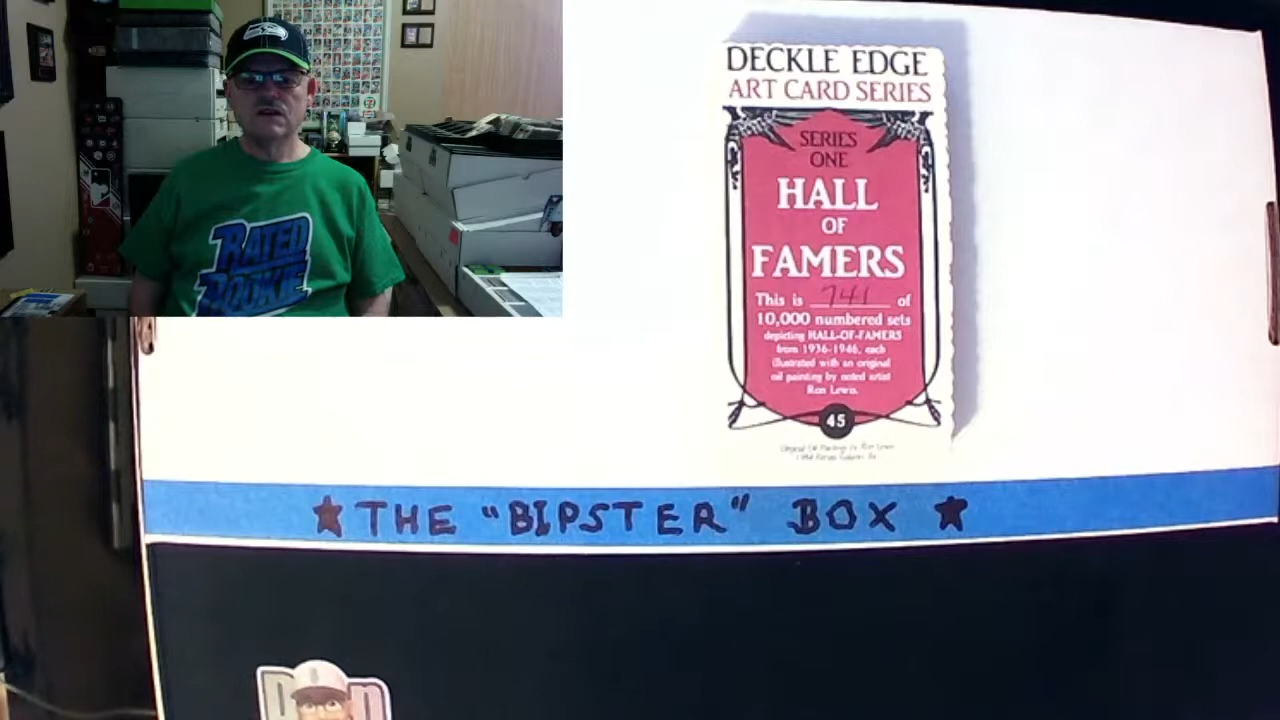 RATED
ROOKIE
DECKLE EDGE
ART CARD SERIES
SERIES
ONE
HALL
OF
FAMERS
This is 741 of
10,000 numbered sets
depicting HALL-OF-FAMERS
from 1936-1946, each
illustrated with an original
oil painting by noted artist
Ron Lewis.
45
★ THE "BIPSTER" BOX ★